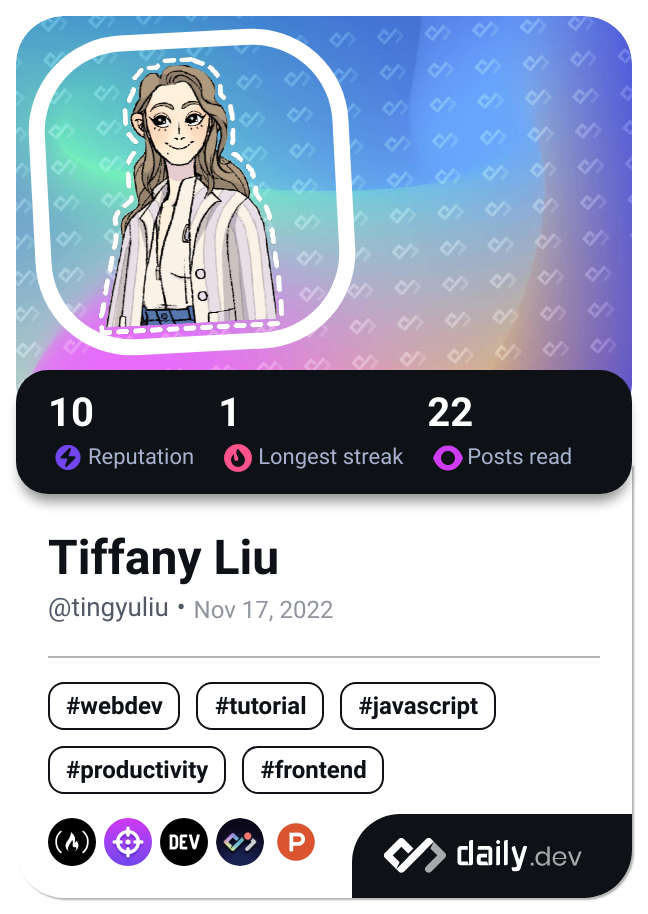 10 1 22
Reputation Longest streak Posts read
Tiffany Liu
@tingyuliu • Nov 17, 2022
#webdev #tutorial #javascript
#productivity #frontend
DEV P daily.dev